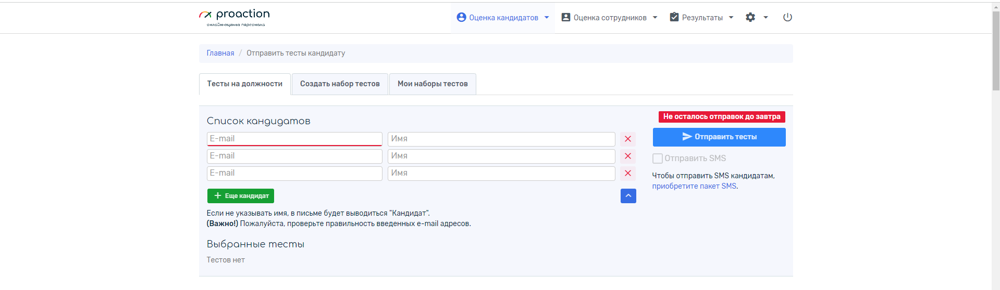 proaction
онлайн-оценка персонала
Оценка кандидатов
Оценка сотрудников
Результаты
Главная / Отправить тесты кандидату
Тесты на должности
Создать набор тестов
Мои наборы тестов
Список кандидатов
Не осталось отправок до завтра
E-mail
Имя
Отправить тесты
E-mail
Имя
Отправить SMS
E-mail
Имя
Чтобы отправить SMS кандидатам,
приобретите пакет SMS.
Еще кандидат
Если не указывать имя, в письме будет выводиться "Кандидат".
(Важно!) Пожалуйста, проверьте правильность введенных e-mail адресов.
Выбранные тесты
Тестов нет